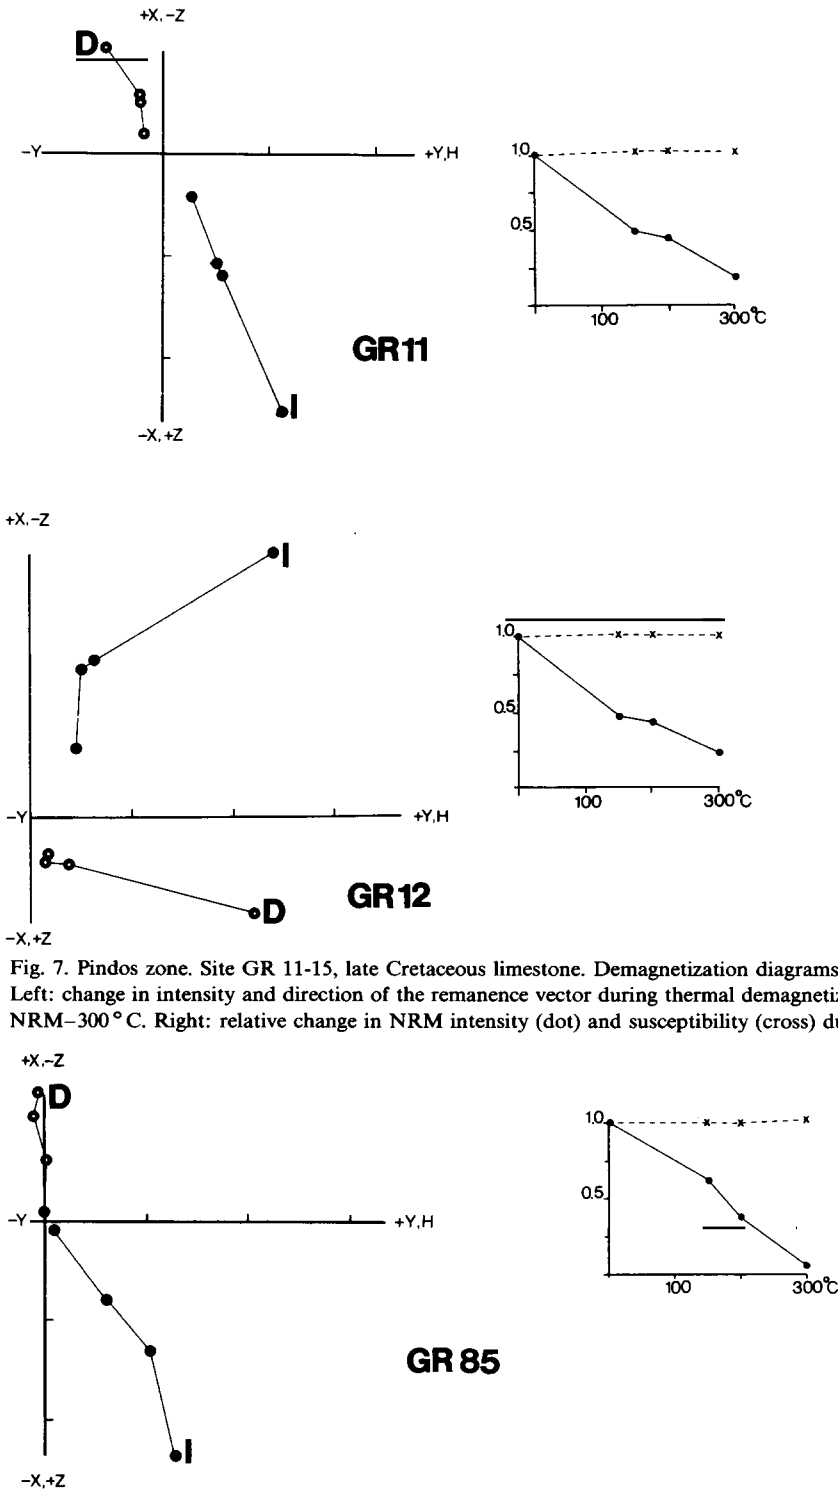 +X,–Z
D
–Y
+Y,H
1.0
0.5
100
300°C
GR11
I
–X,+Z
+X,–Z
I
1.0
0.5
100
300°C
–Y
+Y,H
GR12
D
–X,+Z
Fig. 7. Pindos zone. Site GR 11-15, late Cretaceous limestone. Demagnetization diagrams
Left: change in intensity and direction of the remanence vector during thermal demagnetiz
NRM–300°C. Right: relative change in NRM intensity (dot) and susceptibility (cross) du
+X,–Z
D
1.0
0.5
–Y
+Y,H
100
300°C
GR 85
I
–X,+Z